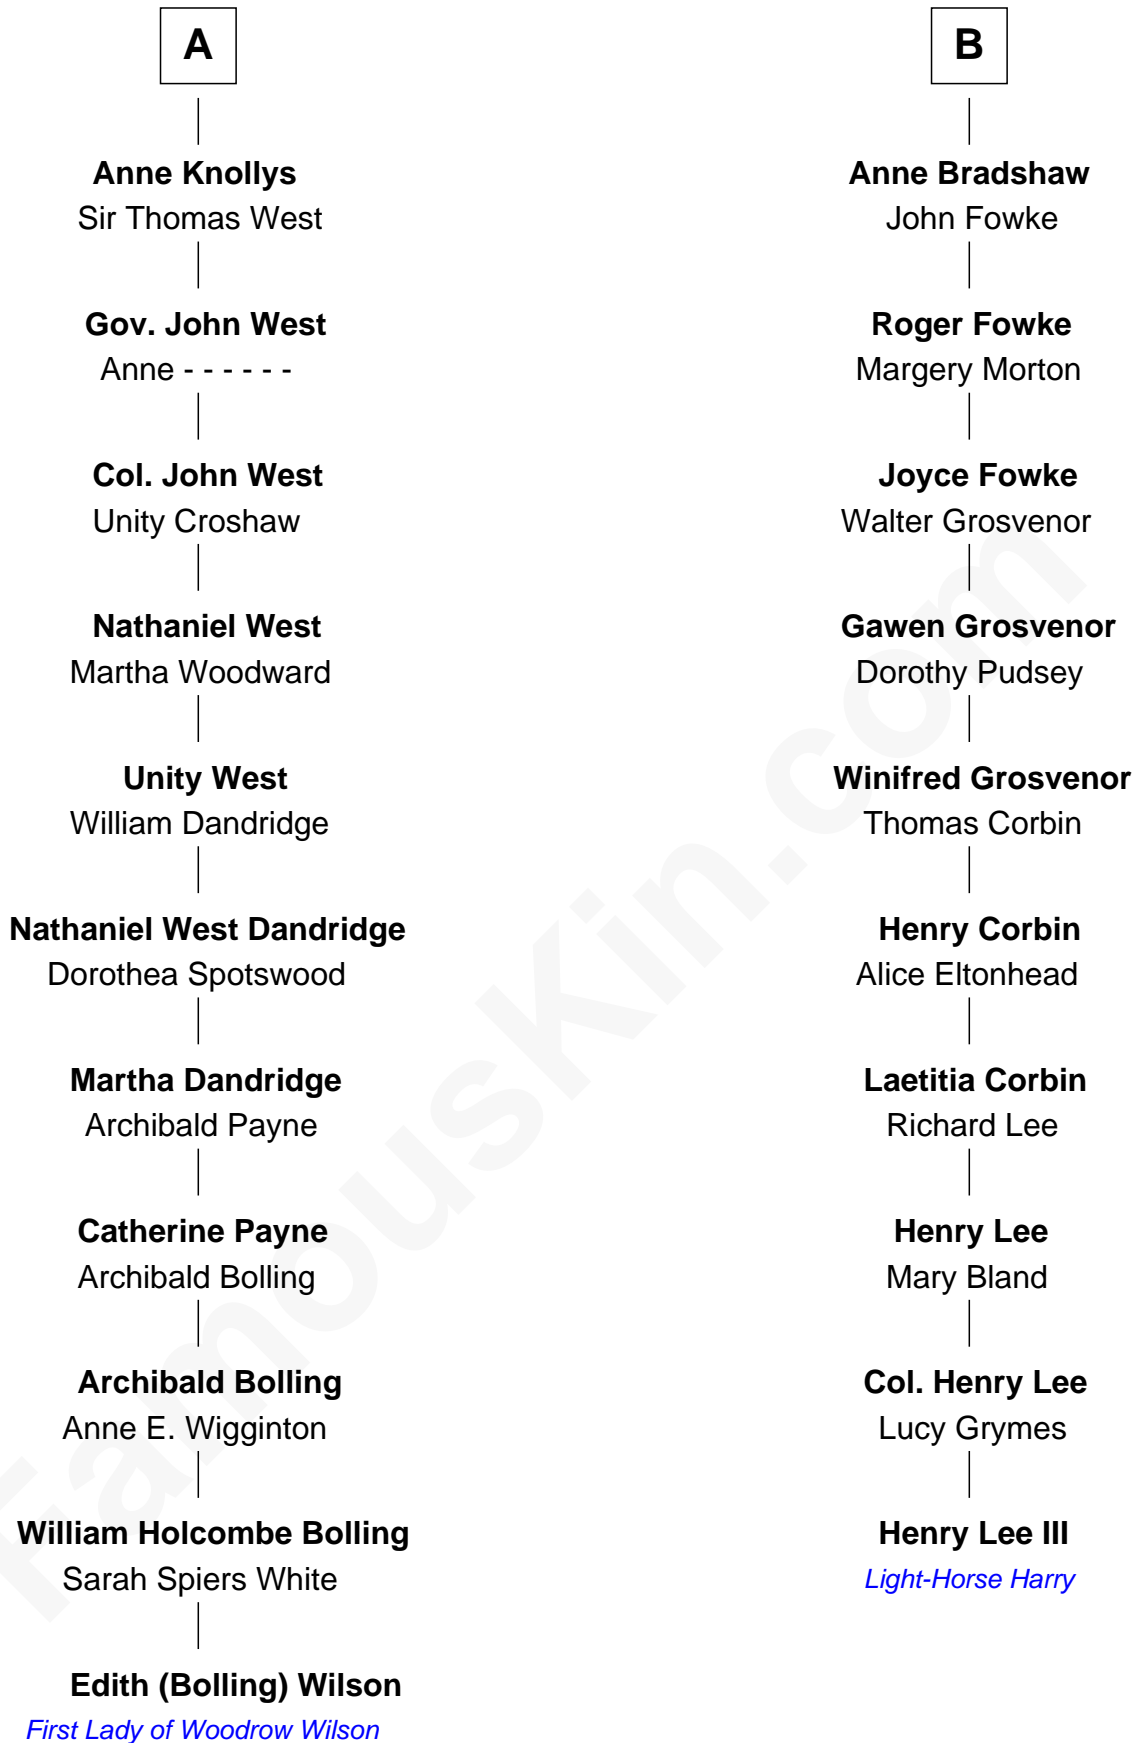 A
Anne Knollys
Sir Thomas West
Gov. John West
Anne - - - - - -
Col. John West
Unity Croshaw
Nathaniel West
Martha Woodward
Unity West
William Dandridge
Nathaniel West Dandridge
Dorothea Spotswood
Martha Dandridge
Archibald Payne
Catherine Payne
Archibald Bolling
Archibald Bolling
Anne E. Wigginton
William Holcombe Bolling
Sarah Spiers White
Edith (Bolling) Wilson
First Lady of Woodrow Wilson
B
Anne Bradshaw
John Fowke
Roger Fowke
Margery Morton
Joyce Fowke
Walter Grosvenor
Gawen Grosvenor
Dorothy Pudsey
Winifred Grosvenor
Thomas Corbin
Henry Corbin
Alice Eltonhead
Laetitia Corbin
Richard Lee
Henry Lee
Mary Bland
Col. Henry Lee
Lucy Grymes
Henry Lee III
Light-Horse Harry
FamousKin.com